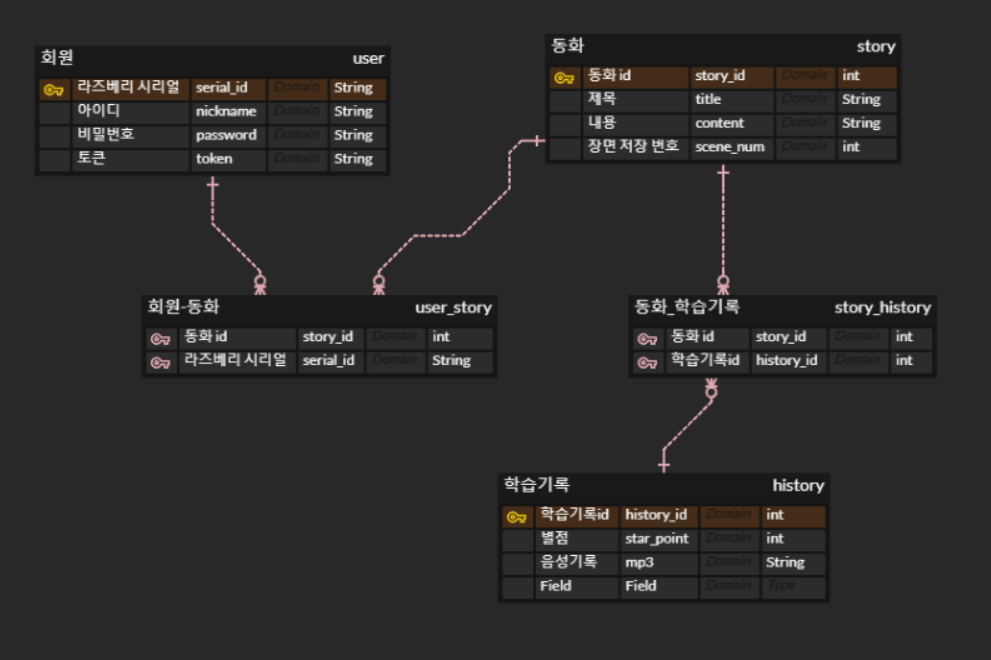 회원 user
라즈베리 시리얼 serial_id Domain String
아이디 nickname Domain String
비밀번호 password Domain String
토큰 token Domain String
동화 story
동화 id story_id Domain int
제목 title Domain String
내용 content Domain String
장면 저장 번호 scene_num Domain int
회원-동화 user_story
동화 id story_id Domain int
라즈베리 시리얼 serial_id Domain String
동화_학습기록 story_history
동화 id story_id Domain int
학습기록id history_id Domain int
학습기록 history
학습기록id history_id Domain int
별점 star_point Domain int
음성기록 mp3 Domain String
Field Field Domain Type